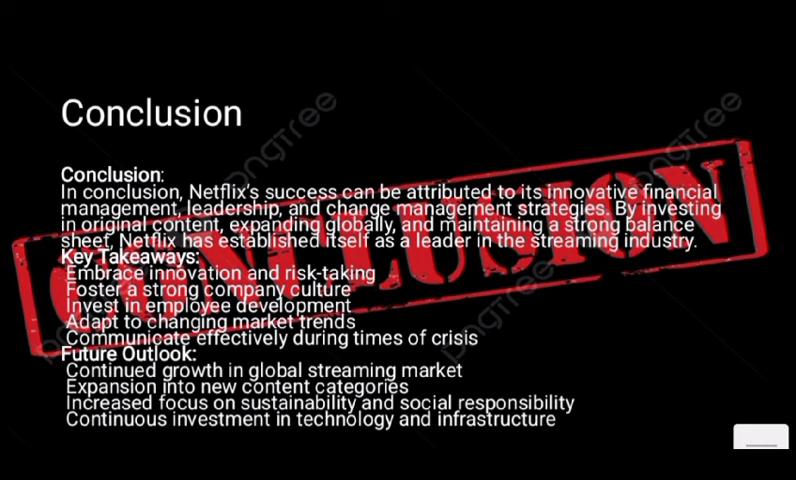 Conclusion
Conclusion:
In conclusion, Netflix's success can be attributed to its innovative financial
management, leadership, and change management strategies. By investing
in original content, expanding globally, and maintaining a strong balance
sheet, Netflix has established itself as a leader in the streaming industry.
Key Takeaways:
Embrace innovation and risk-taking
Foster a strong company culture
Invest in employee development
Adapt to changing market trends
Communicate effectively during times of crisis
Future Outlook:
Continued growth in global streaming market
Expansion into new content categories
Increased focus on sustainability and social responsibility
Continuous investment in technology and infrastructure
CONCLUSION
pngtree
pngtree
pngtree